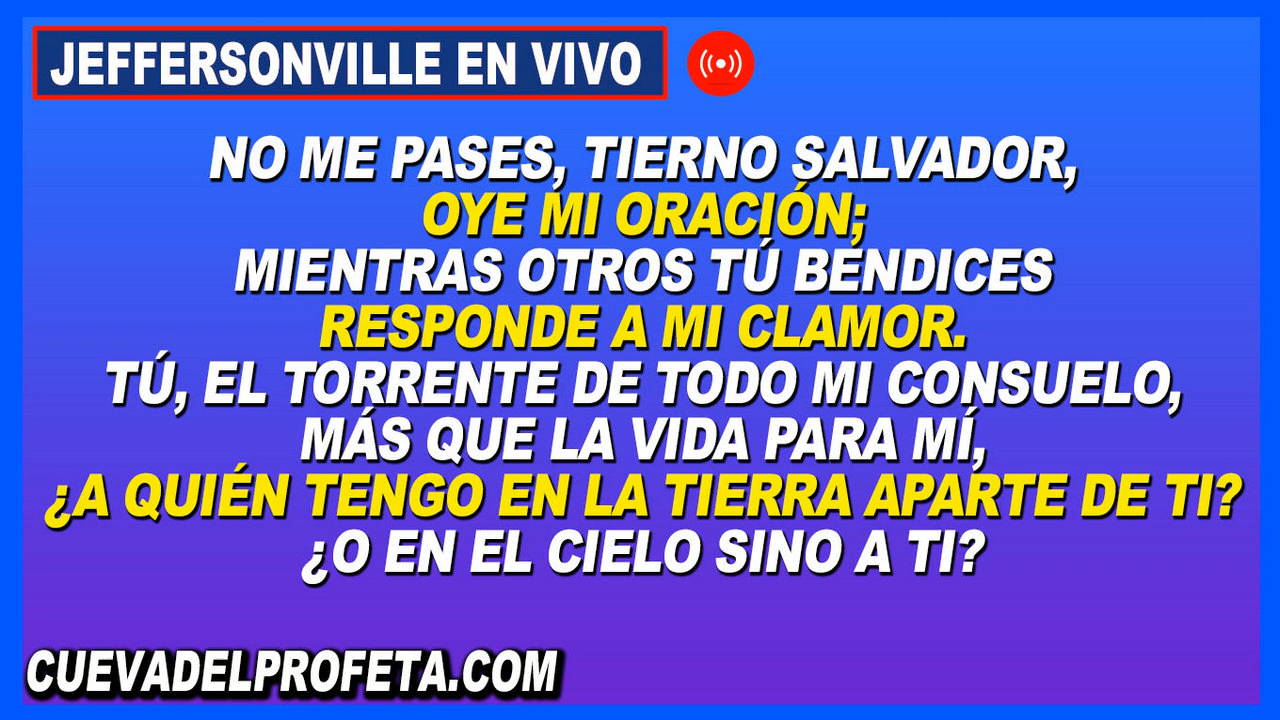 JEFFERSONVILLE EN VIVO
NO ME PASES, TIERNO SALVADOR,
OYE MI ORACIÓN;
MIENTRAS OTROS TÚ BENDICES
RESPONDE A MI CLAMOR.
TÚ, EL TORRENTE DE TODO MI CONSUELO,
MÁS QUE LA VIDA PARA MÍ,
¿A QUIÉN TENGO EN LA TIERRA APARTE DE TI?
¿O EN EL CIELO SINO A TI?
CUEVADELPROFETA.COM